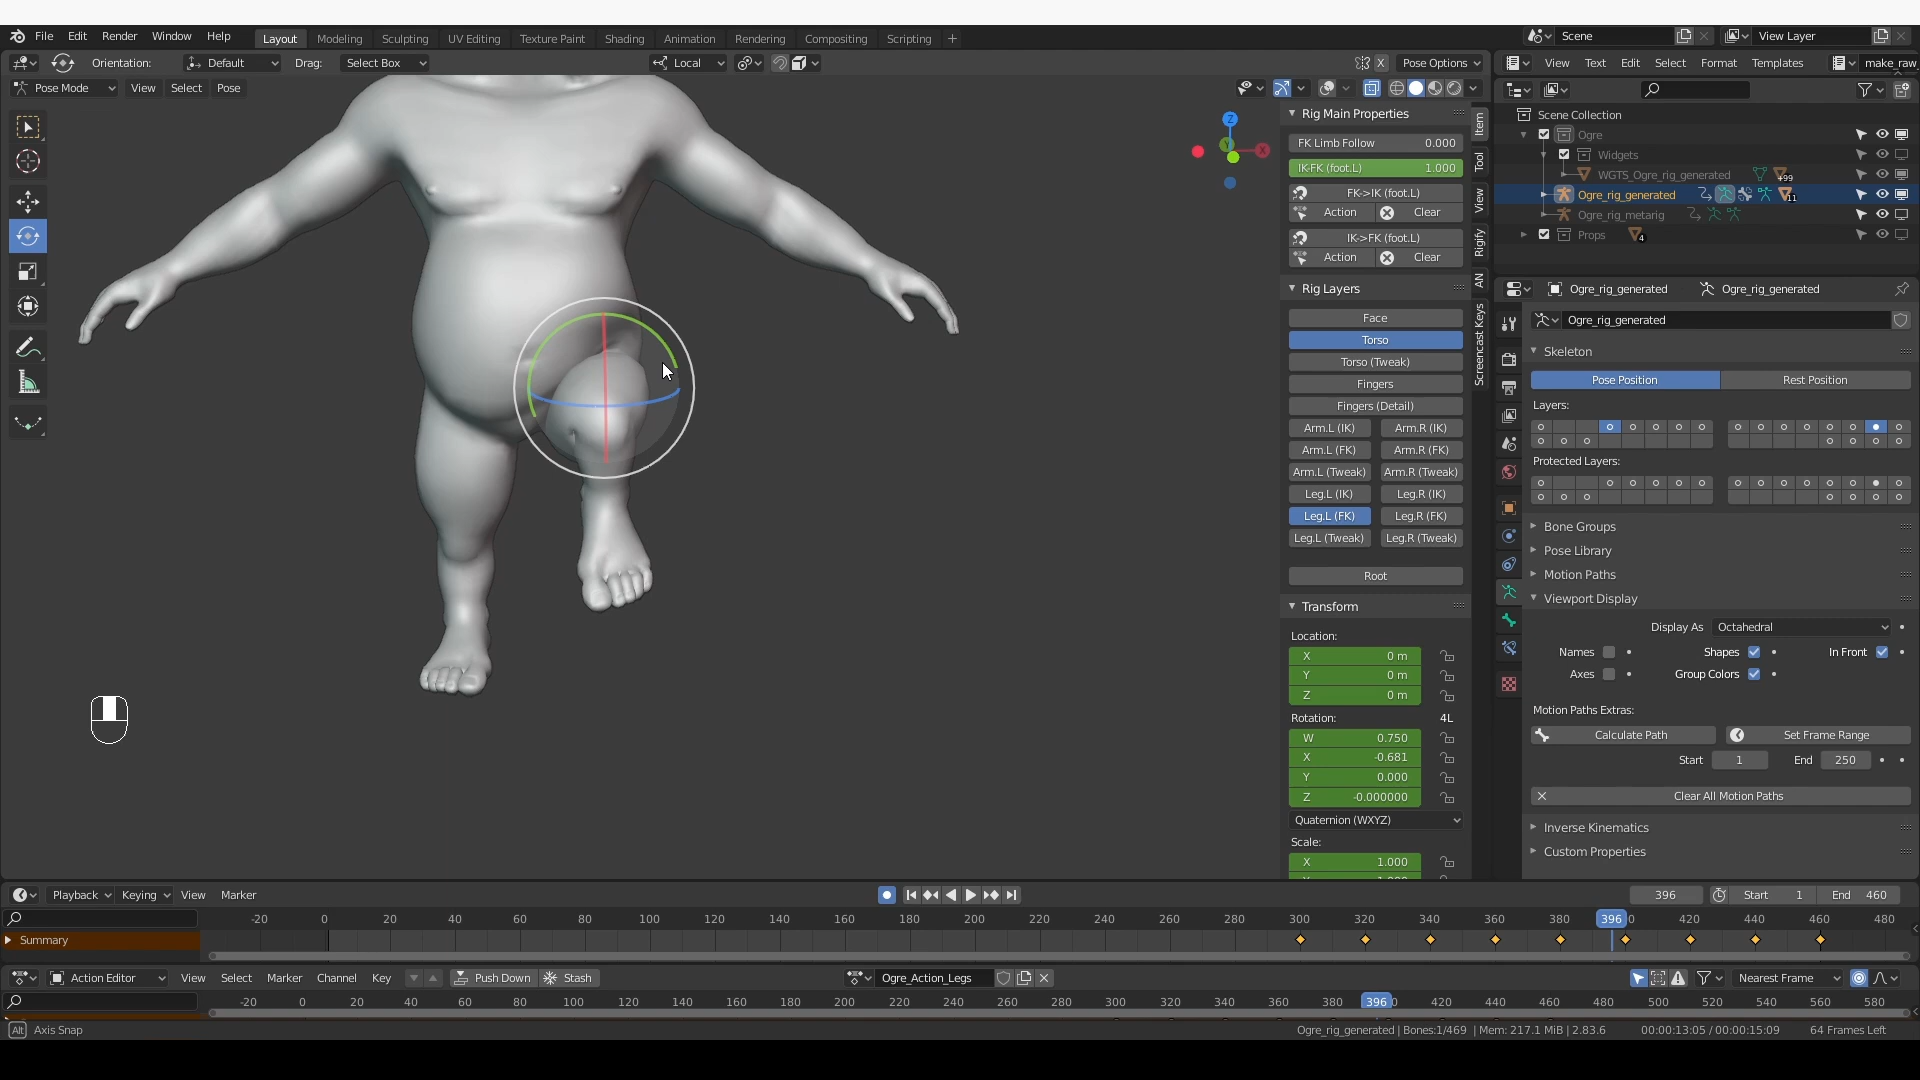 File Edit Render Window Help Layout Modeling Sculpting UV Editing Texture Paint Shading Animation Rendering Compositing Scripting + Scene View Layer
Orientation: Default Drag: Select Box Local X Pose Options View Text Edit Select Format Templates make_raw_
Pose Mode View Select Pose
Rig Main Properties
Scene Collection
Ogre
Widgets
WGTS_Ogre_rig_generated +99
Ogre_rig_generated 11
Ogre_rig_metarig
Props 4
FK Limb Follow 0.000
IK-FK (foot.L) 1.000
FK->IK (foot.L)
Action Clear
IK->FK (foot.L)
Action Clear
Rig Layers
Face
Torso
Torso (Tweak)
Fingers
Fingers (Detail)
Arm.L (IK) Arm.R (IK)
Arm.L (FK) Arm.R (FK)
Arm.L (Tweak) Arm.R (Tweak)
Leg.L (IK) Leg.R (IK)
Leg.L (FK) Leg.R (FK)
Leg.L (Tweak) Leg.R (Tweak)
Root
Transform
Location:
X 0 m
Y 0 m
Z 0 m
Rotation: 4L
W 0.750
X -0.681
Y 0.000
Z -0.000000
Quaternion (WXYZ)
Scale:
X 1.000
Item
Tool
View
Rigify
AN
Screencast Keys
Z
Y
X
Ogre_rig_generated Ogre_rig_generated
Ogre_rig_generated
Skeleton
Pose Position Rest Position
Layers:
Protected Layers:
Bone Groups
Pose Library
Motion Paths
Viewport Display
Display As Octahedral
Names Shapes In Front
Axes Group Colors
Motion Paths Extras:
Calculate Path Set Frame Range
Start 1 End 250
Clear All Motion Paths
Inverse Kinematics
Custom Properties
Playback Keying View Marker 396 Start 1 End 460
-20 0 20 40 60 80 100 120 140 160 180 200 220 240 260 280 300 320 340 360 380 396 0 420 440 460 480
Summary
Action Editor View Select Marker Channel Key Push Down Stash Ogre_Action_Legs Nearest Frame
-20 0 20 40 60 80 100 120 140 160 180 200 220 240 260 280 300 320 340 360 380 396 0 420 440 460 480 500 520 540 560 580
Alt Axis Snap Ogre_rig_generated | Bones:1/469 | Mem: 217.1 MiB | 2.83.6 00:00:13:05 / 00:00:15:09 64 Frames Left